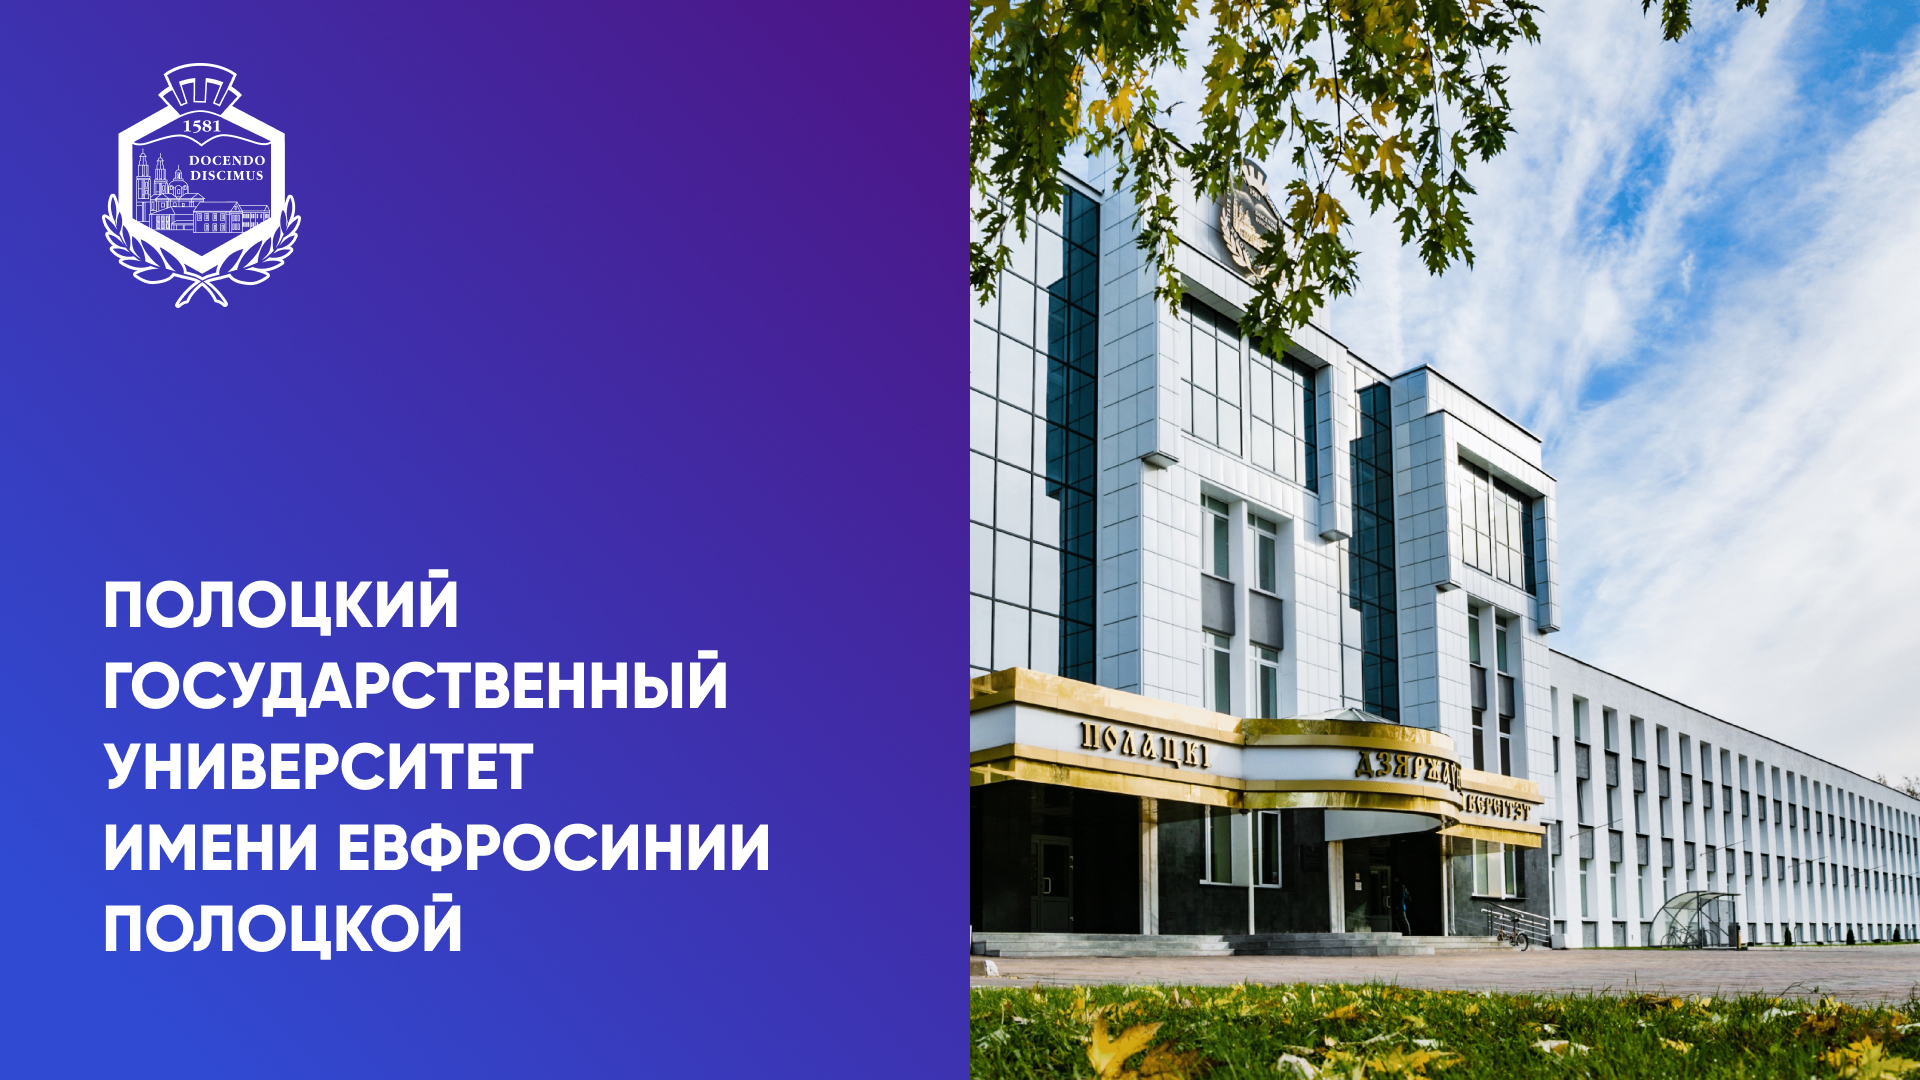 1581
DOCENDO
DISCIMUS
ПОЛОЦКИЙ
ГОСУДАРСТВЕННЫЙ
УНИВЕРСИТЕТ
ИМЕНИ ЕВФРОСИНИИ
ПОЛОЦКОЙ
ПОЛАЦКІ